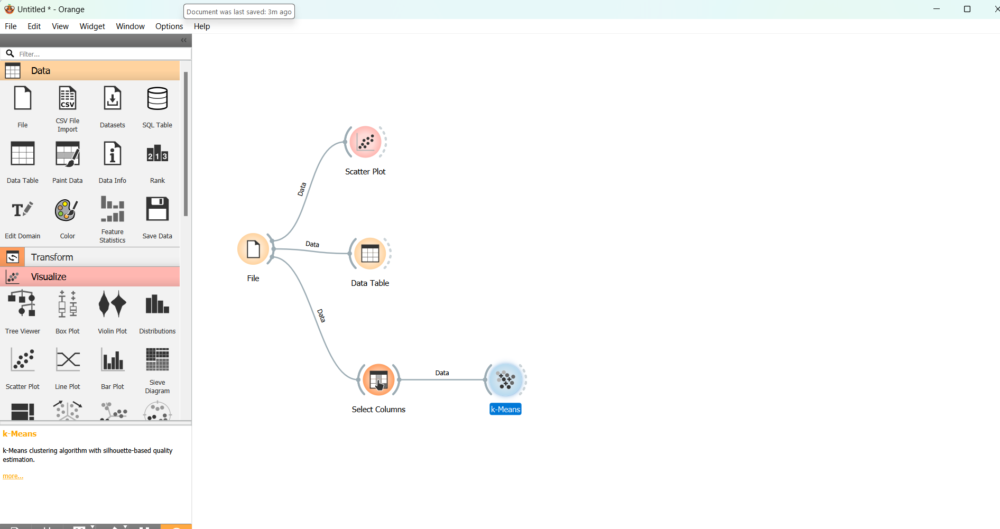 Untitled * - Orange
Document was last saved: 3m ago
File Edit View Widget Window Options Help
Filter...
Data
CSV
File
CSV File
Import
Datasets
SQL Table
2 1 3
Data Table
Paint Data
Data Info
Rank
T
Edit Domain
Color
Feature
Statistics
Save Data
Transform
Visualize
Tree Viewer
Box Plot
Violin Plot
Distributions
Scatter Plot
Line Plot
Bar Plot
Sieve
Diagram
k-Means
k-Means clustering algorithm with silhouette-based quality
estimation.
more...
Scatter Plot
Data
Data
File
Data Table
Data
Data
Select Columns
k-Means